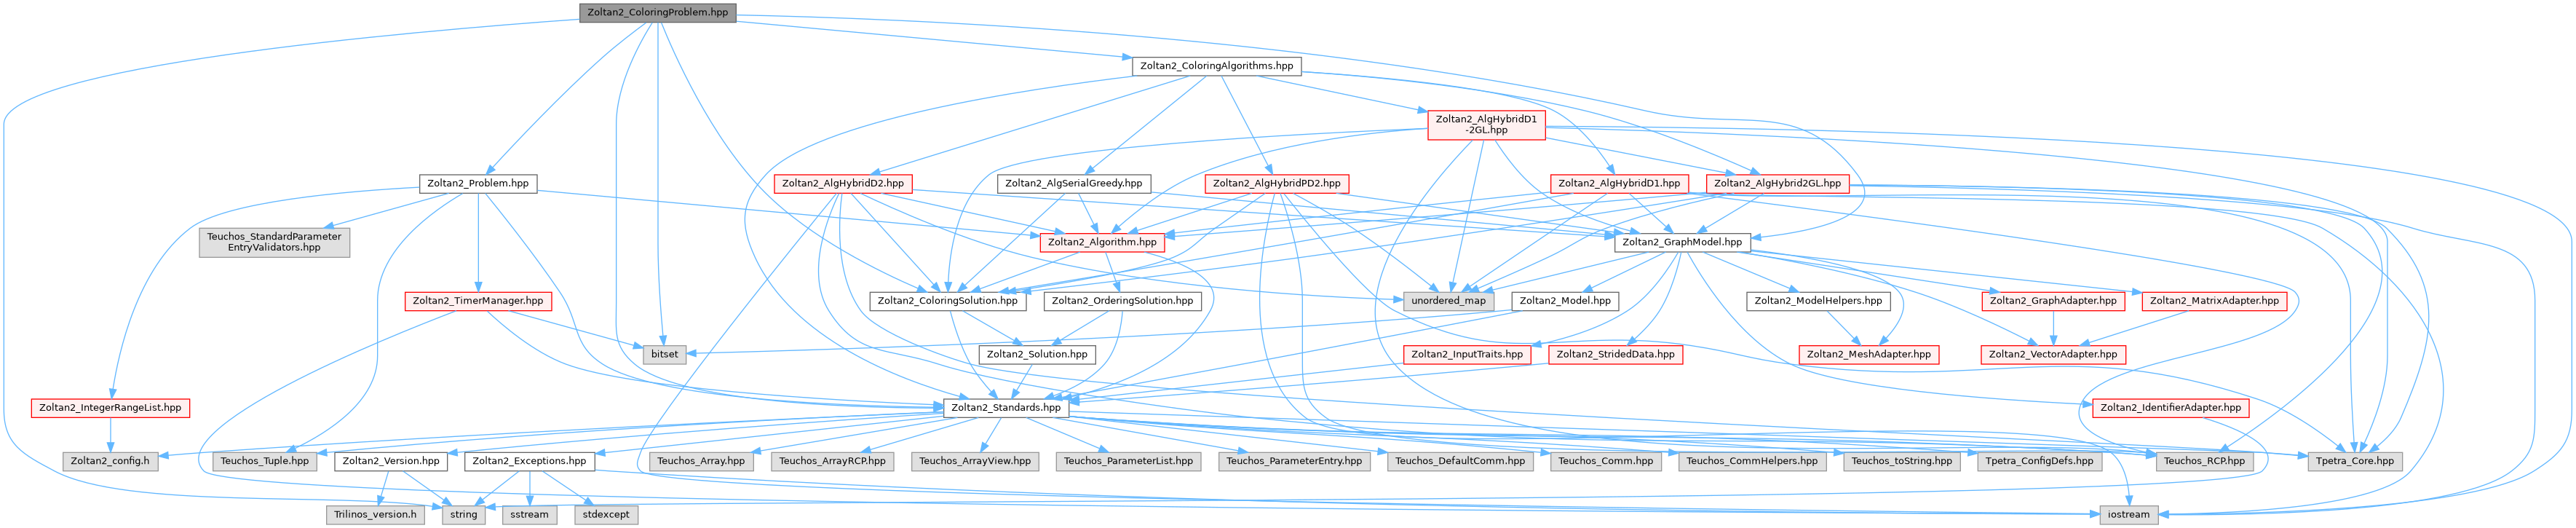 Zoltan2_ColoringProblem.hpp
Zoltan2_ColoringAlgorithms.hpp
Zoltan2_AlgHybridD1
-2GL.hpp
Zoltan2_Problem.hpp
Zoltan2_AlgHybridD2.hpp
Zoltan2_AlgSerialGreedy.hpp
Zoltan2_AlgHybridPD2.hpp
Zoltan2_AlgHybridD1.hpp
Zoltan2_AlgHybrid2GL.hpp
Teuchos_StandardParameter
EntryValidators.hpp
Zoltan2_Algorithm.hpp
Zoltan2_GraphModel.hpp
Zoltan2_TimerManager.hpp
Zoltan2_ColoringSolution.hpp
Zoltan2_OrderingSolution.hpp
unordered_map
Zoltan2_Model.hpp
Zoltan2_ModelHelpers.hpp
Zoltan2_GraphAdapter.hpp
Zoltan2_MatrixAdapter.hpp
bitset
Zoltan2_Solution.hpp
Zoltan2_InputTraits.hpp
Zoltan2_StridedData.hpp
Zoltan2_MeshAdapter.hpp
Zoltan2_VectorAdapter.hpp
Zoltan2_IntegerRangeList.hpp
Zoltan2_Standards.hpp
Zoltan2_IdentifierAdapter.hpp
Zoltan2_config.h
Teuchos_Tuple.hpp
Zoltan2_Version.hpp
Zoltan2_Exceptions.hpp
Teuchos_Array.hpp
Teuchos_ArrayRCP.hpp
Teuchos_ArrayView.hpp
Teuchos_ParameterList.hpp
Teuchos_ParameterEntry.hpp
Teuchos_DefaultComm.hpp
Teuchos_Comm.hpp
Teuchos_CommHelpers.hpp
Teuchos_toString.hpp
Tpetra_ConfigDefs.hpp
Teuchos_RCP.hpp
Tpetra_Core.hpp
Trilinos_version.h
string
sstream
stdexcept
iostream